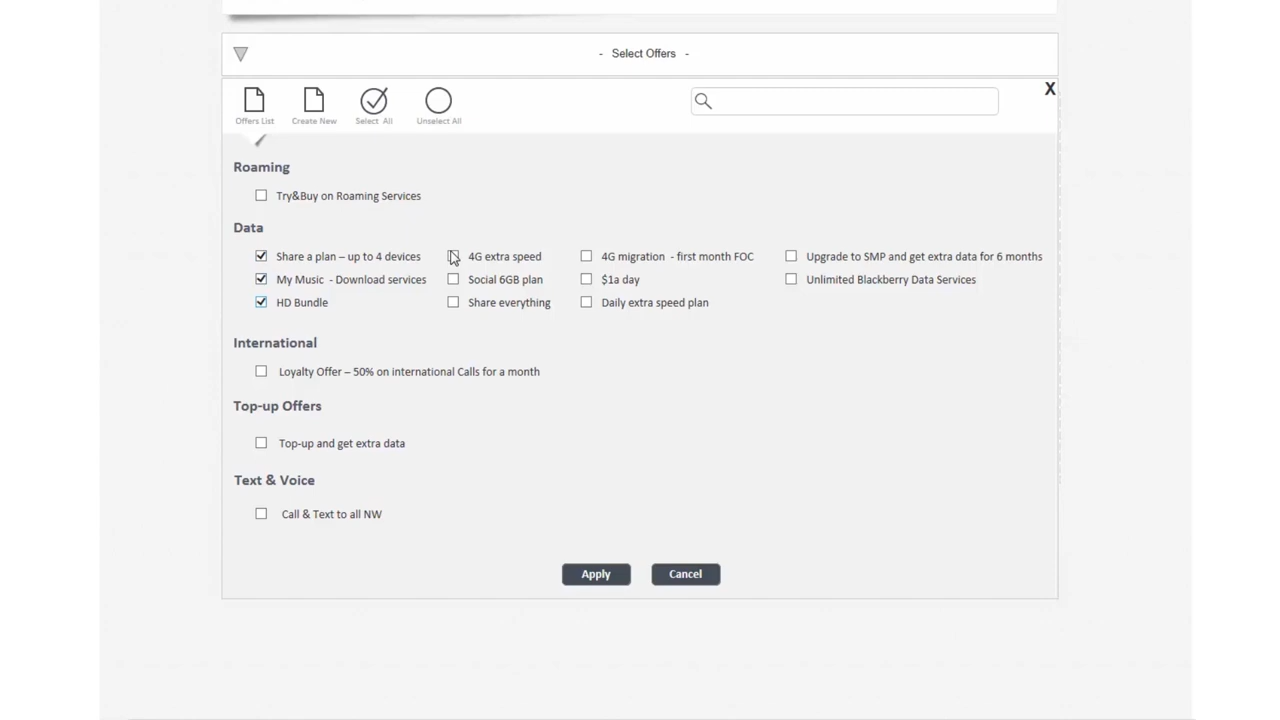 - Select Offers -
X
Offers List Create New Select All Unselect All
Roaming
Try&Buy on Roaming Services
Data
Share a plan – up to 4 devices 4G extra speed 4G migration - first month FOC Upgrade to SMP and get extra data for 6 months
My Music - Download services Social 6GB plan $1a day Unlimited Blackberry Data Services
HD Bundle Share everything Daily extra speed plan
International
Loyalty Offer – 50% on international Calls for a month
Top-up Offers
Top-up and get extra data
Text & Voice
Call & Text to all NW
Apply Cancel